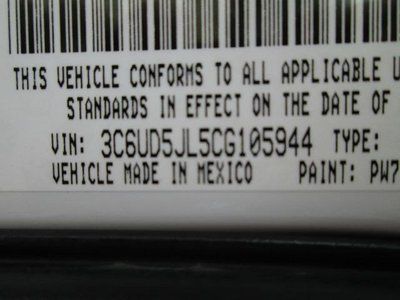 THIS VEHICLE CONFORMS TO ALL APPLICABLE U
STANDARDS IN EFFECT ON THE DATE OF
VIN: 3C6UD5JL5CG105944 TYPE:
VEHICLE MADE IN MEXICO PAINT: PW7